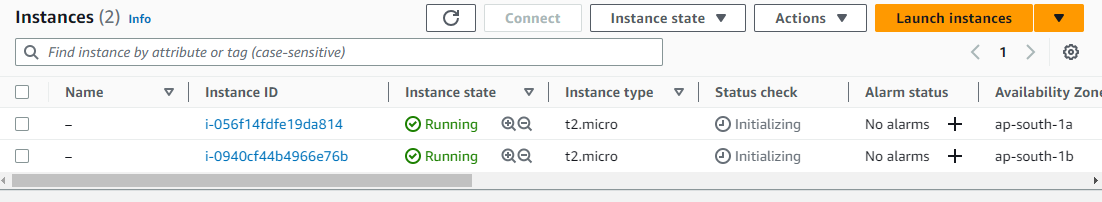 Instances (2) Info Connect Instance state Actions Launch instances
Find instance by attribute or tag (case-sensitive) 1
Name Instance ID Instance state Instance type Status check Alarm status Availability Zone
– i-056f14fdfe19da814 Running t2.micro Initializing No alarms + ap-south-1a
– i-0940cf44b4966e76b Running t2.micro Initializing No alarms + ap-south-1b